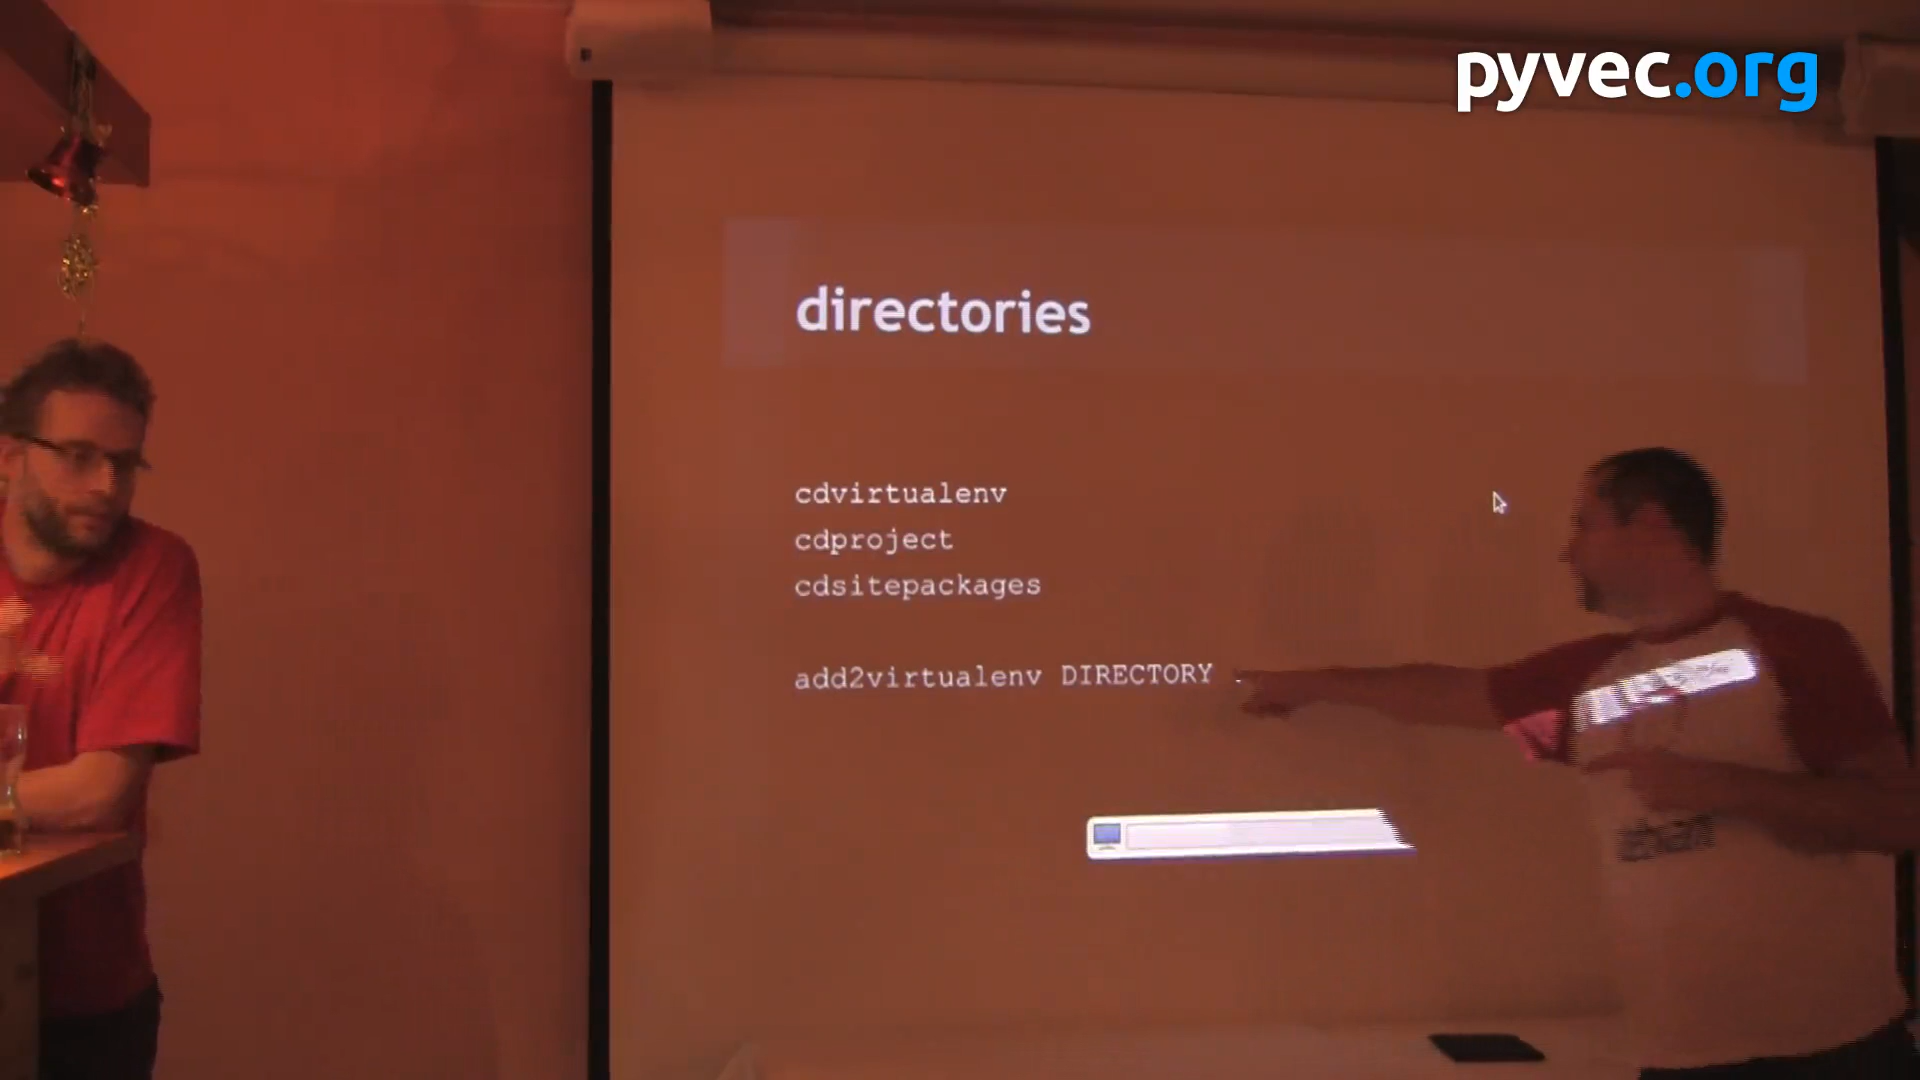 pyvec.org
directories
cdvirtualenv
cdproject
cdsitepackages
add2virtualenv DIRECTORY